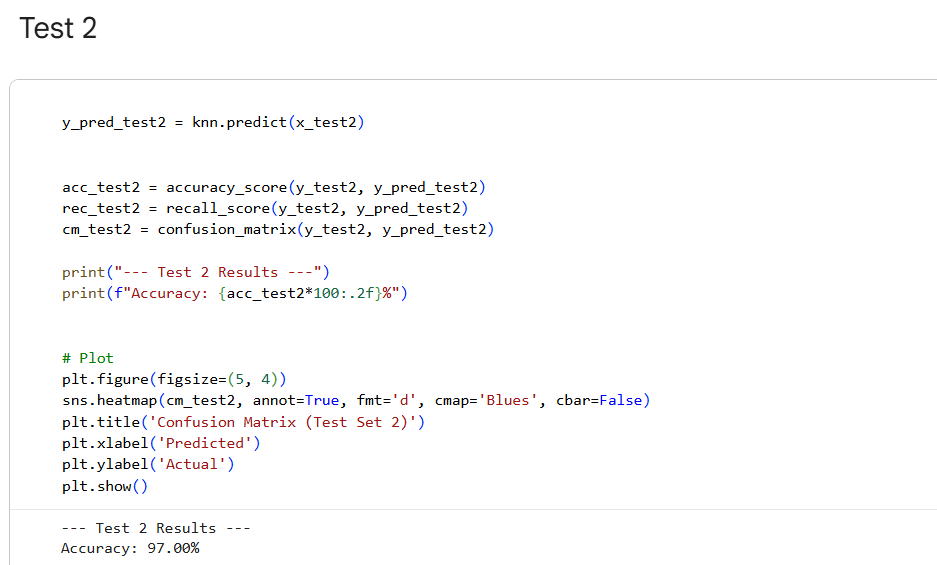 Test 2
y_pred_test2 = knn.predict(x_test2)
acc_test2 = accuracy_score(y_test2, y_pred_test2)
rec_test2 = recall_score(y_test2, y_pred_test2)
cm_test2 = confusion_matrix(y_test2, y_pred_test2)
print("--- Test 2 Results ---")
print(f"Accuracy: {acc_test2*100:.2f}%")
# Plot
plt.figure(figsize=(5, 4))
sns.heatmap(cm_test2, annot=True, fmt='d', cmap='Blues', cbar=False)
plt.title('Confusion Matrix (Test Set 2)')
plt.xlabel('Predicted')
plt.ylabel('Actual')
plt.show()
--- Test 2 Results ---
Accuracy: 97.00%